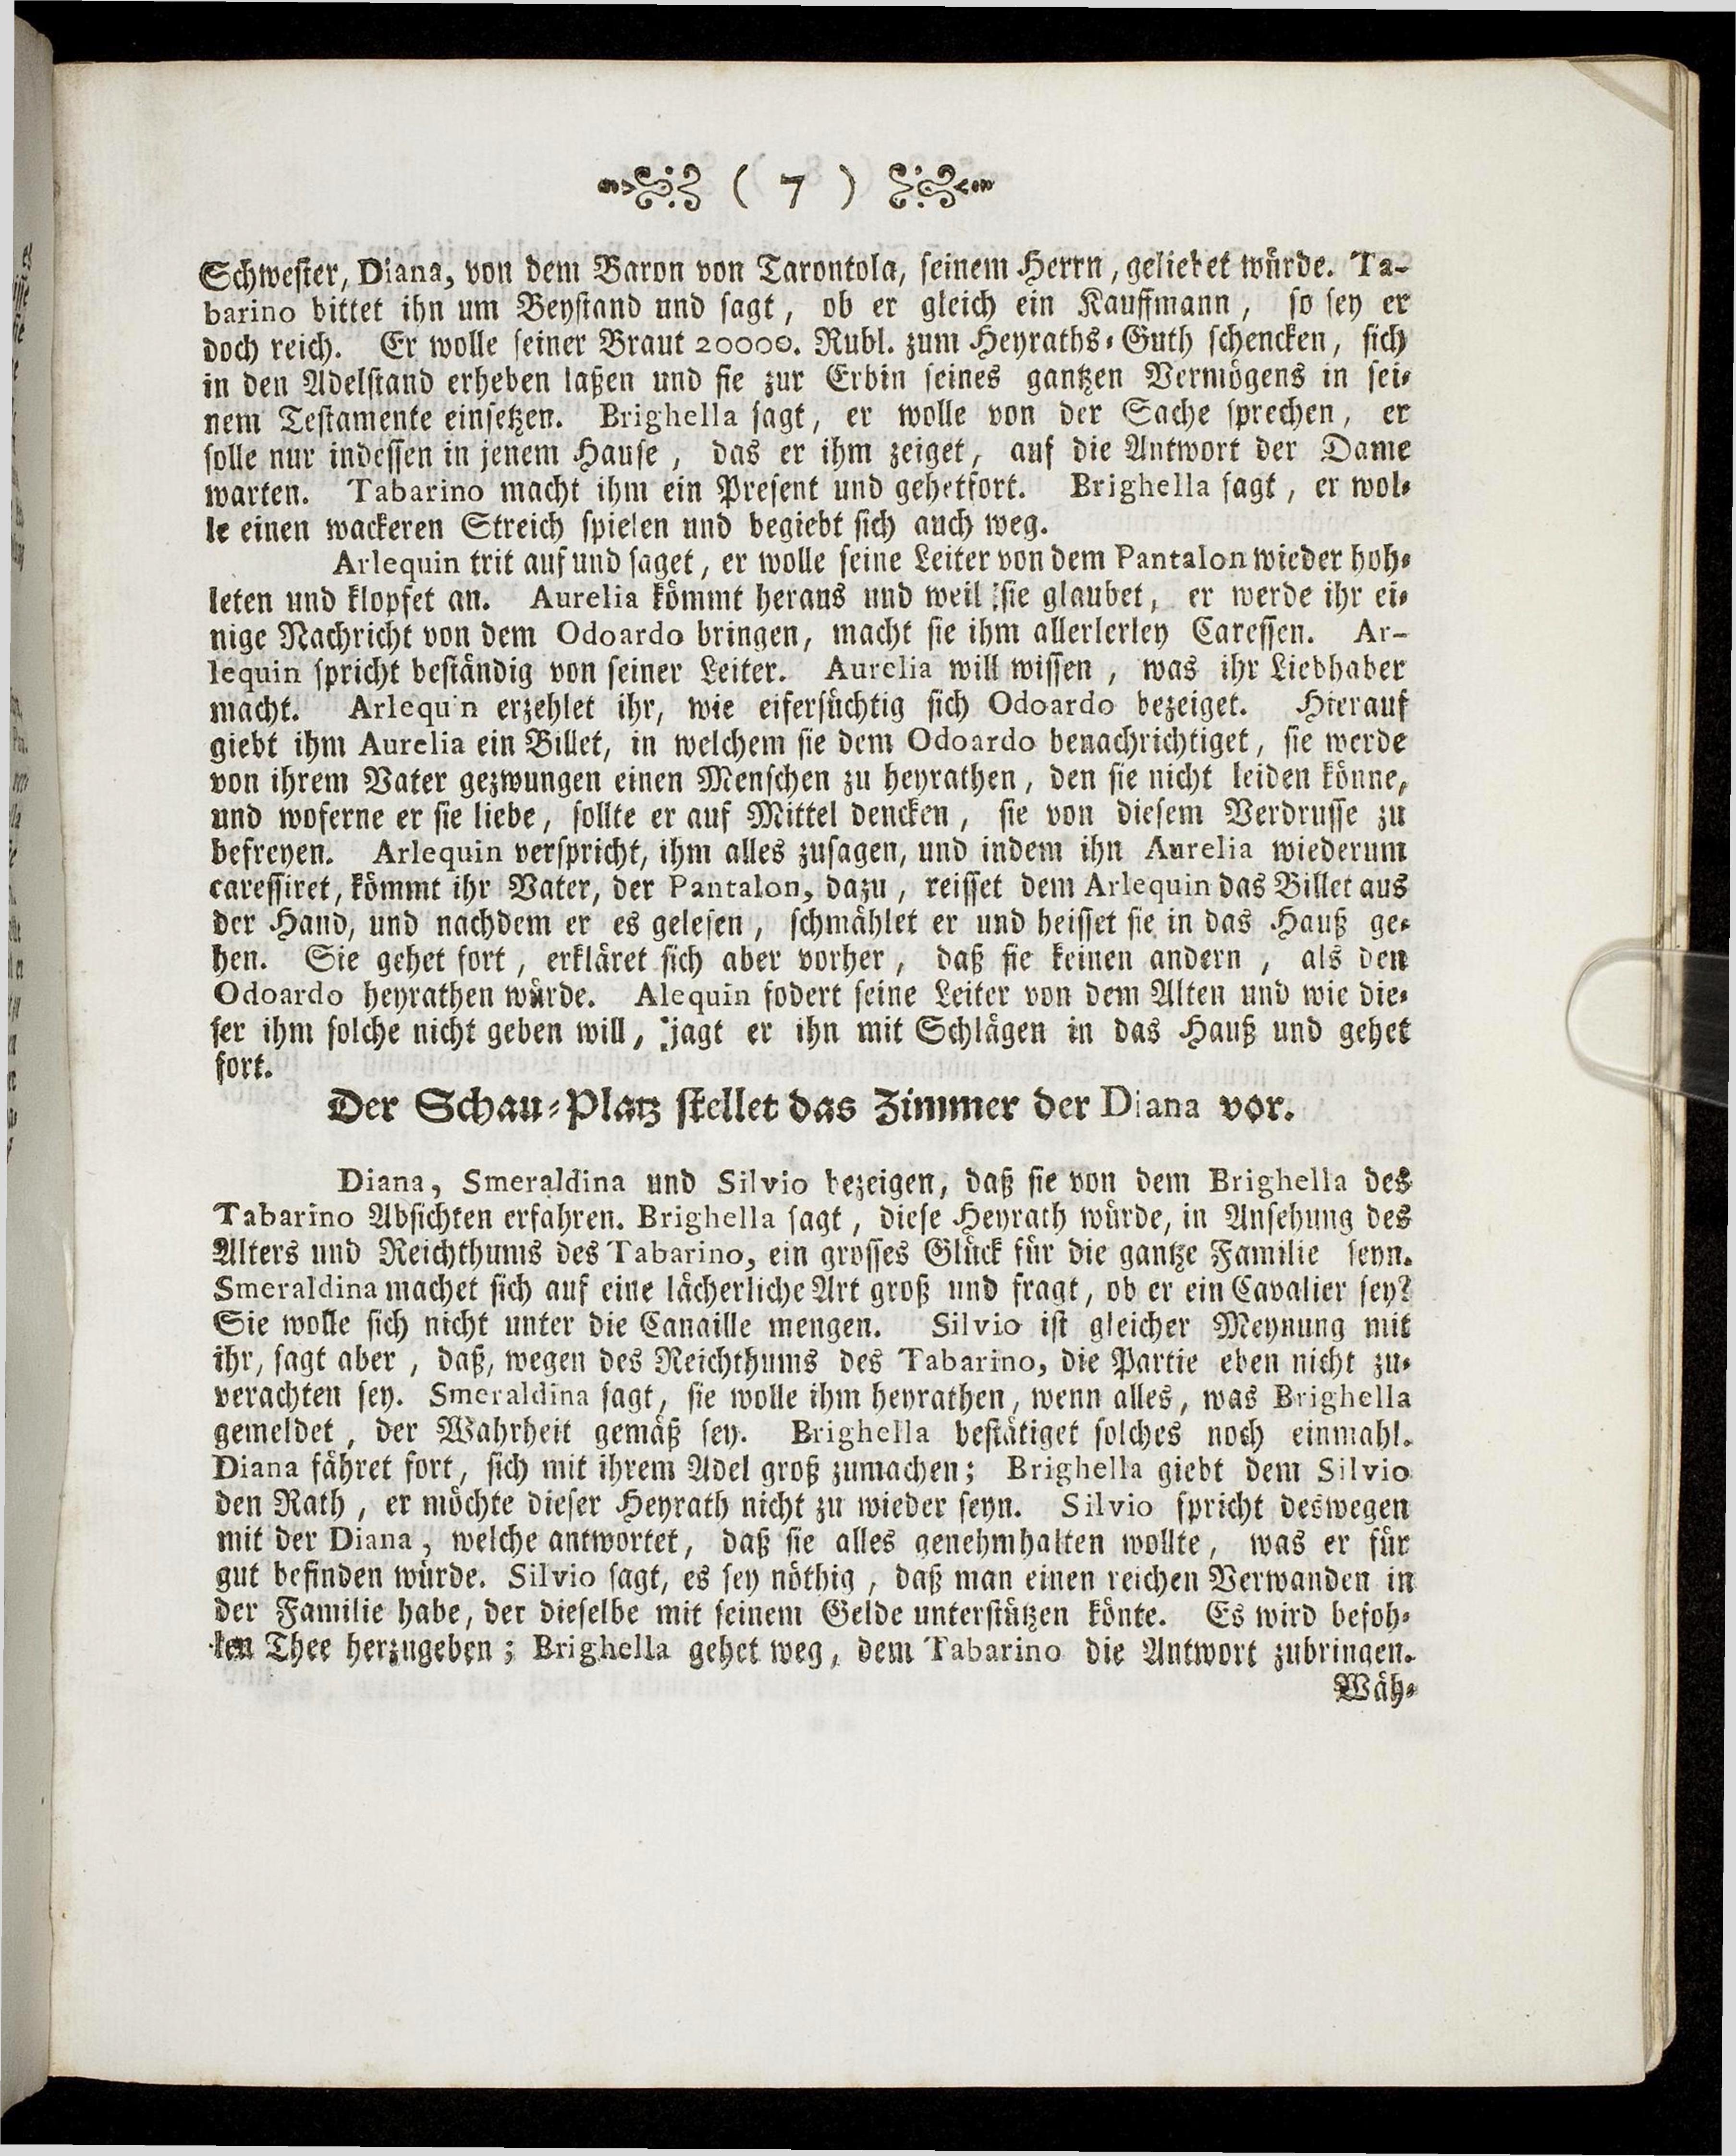 ( 7 )
Schwester, Diana, von dem Baron von Tarontola, seinem Herrn, geliebet würde. Ta-
barino bittet ihn um Beystand und sagt, ob er gleich ein Kauffmann, so sey er
doch reich. Er wolle seiner Braut 20000. Rubl. zum Heyraths-Guth schencken, sich
in den Adelstand erheben laßen und sie zur Erbin seines gantzen Vermögens in sei-
nem Testamente einsetzen. Brighella sagt, er wolle von der Sache sprechen, er
solle nur indessen in jenem Hause, das er ihm zeiget, auf die Antwort der Dame
warten. Tabarino macht ihm ein Present und gehetfort. Brighella sagt, er wol-
le einen wackeren Streich spielen und begiebt sich auch weg.
Arlequin trit auf und saget, er wolle seine Leiter von dem Pantalon wieder hoh-
leten und klopfet an. Aurelia kömmt heraus und weil sie glaubet, er werde ihr ei-
nige Nachricht von dem Odoardo bringen, macht sie ihm allerlerley Caressen. Ar-
lequin spricht beständig von seiner Leiter. Aurelia will wissen, was ihr Liebhaber
macht. Arlequin erzehlet ihr, wie eifersüchtig sich Odoardo bezeiget. Hierauf
giebt ihm Aurelia ein Billet, in welchem sie dem Odoardo benachrichtiget, sie werde
von ihrem Vater gezwungen einen Menschen zu heyrathen, den sie nicht leiden könne,
und woferne er sie liebe, sollte er auf Mittel dencken, sie von diesem Verdrusse zu
befreyen. Arlequin verspricht, ihm alles zusagen, und indem ihn Aurelia wiederum
caressiret, kömmt ihr Vater, der Pantalon, dazu, reisset dem Arlequin das Billet aus
der Hand, und nachdem er es gelesen, schmählet er und heisset sie in das Hauß ge-
hen. Sie gehet fort, erkläret sich aber vorher, daß sie keinen andern, als den
Odoardo heyrathen würde. Alequin fodert seine Leiter von dem Alten und wie die-
ser ihm solche nicht geben will, jagt er ihn mit Schlägen in das Hauß und gehet
fort.
Der Schau-Platz stellet das Zimmer der Diana vor.
Diana, Smeraldina und Silvio bezeigen, daß sie von dem Brighella des
Tabarino Absichten erfahren. Brighella sagt, diese Heyrath würde, in Ansehung des
Alters und Reichthums des Tabarino, ein grosses Glück für die gantze Familie seyn.
Smeraldina machet sich auf eine lächerliche Art groß und fragt, ob er ein Cavalier sey?
Sie wolle sich nicht unter die Canaille mengen. Silvio ist gleicher Meynung mit
ihr, sagt aber, daß, wegen des Reichthums des Tabarino, die Partie eben nicht zu-
verachten sey. Smeraldina sagt, sie wolle ihm heyrathen, wenn alles, was Brighella
gemeldet, der Wahrheit gemäß sey. Brighella bestätiget solches noch einmahl.
Diana fähret fort, sich mit ihrem Adel groß zumachen; Brighella giebt dem Silvio
den Rath, er möchte dieser Heyrath nicht zu wieder seyn. Silvio spricht deswegen
mit der Diana, welche antwortet, daß sie alles genehmhalten wollte, was er für
gut befinden würde. Silvio sagt, es sey nöthig, daß man einen reichen Verwanden in
der Familie habe, der dieselbe mit seinem Gelde unterstützen könte. Es wird befoh-
len Thee herzugeben; Brighella gehet weg, dem Tabarino die Antwort zubringen.
Wäh-